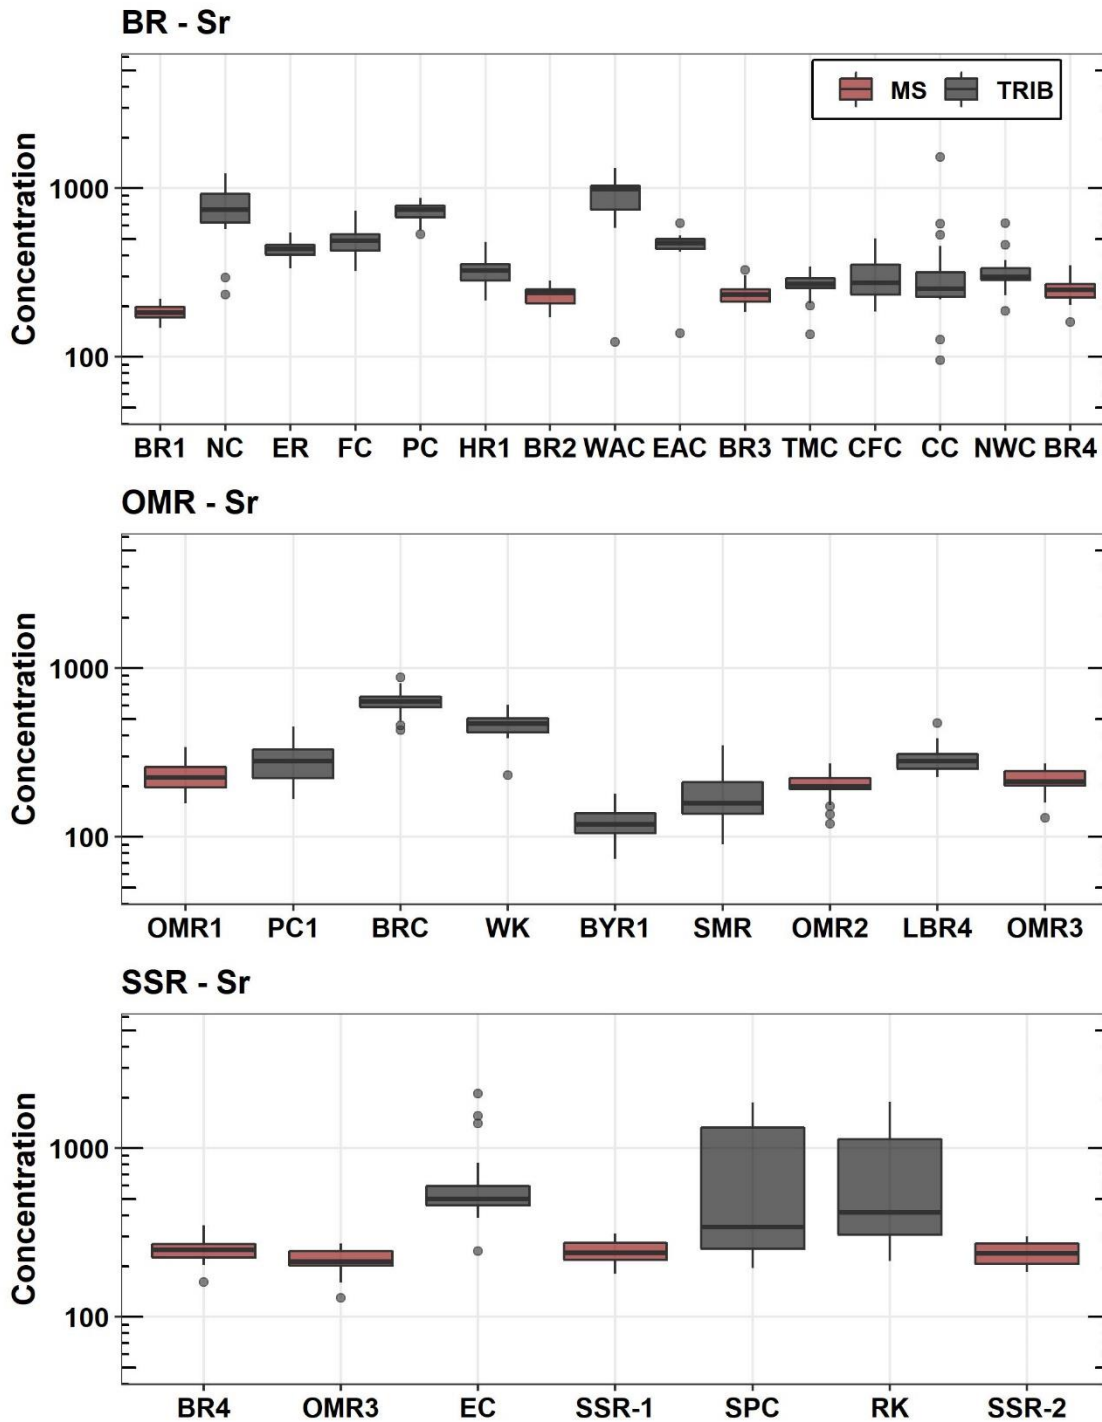 BR - Sr
MS TRIB
Concentration
1000
100
BR1 NC ER FC PC HR1 BR2 WAC EAC BR3 TMC CFC CC NWC BR4
OMR - Sr
Concentration
1000
100
OMR1 PC1 BRC WK BYR1 SMR OMR2 LBR4 OMR3
SSR - Sr
Concentration
1000
100
BR4 OMR3 EC SSR-1 SPC RK SSR-2